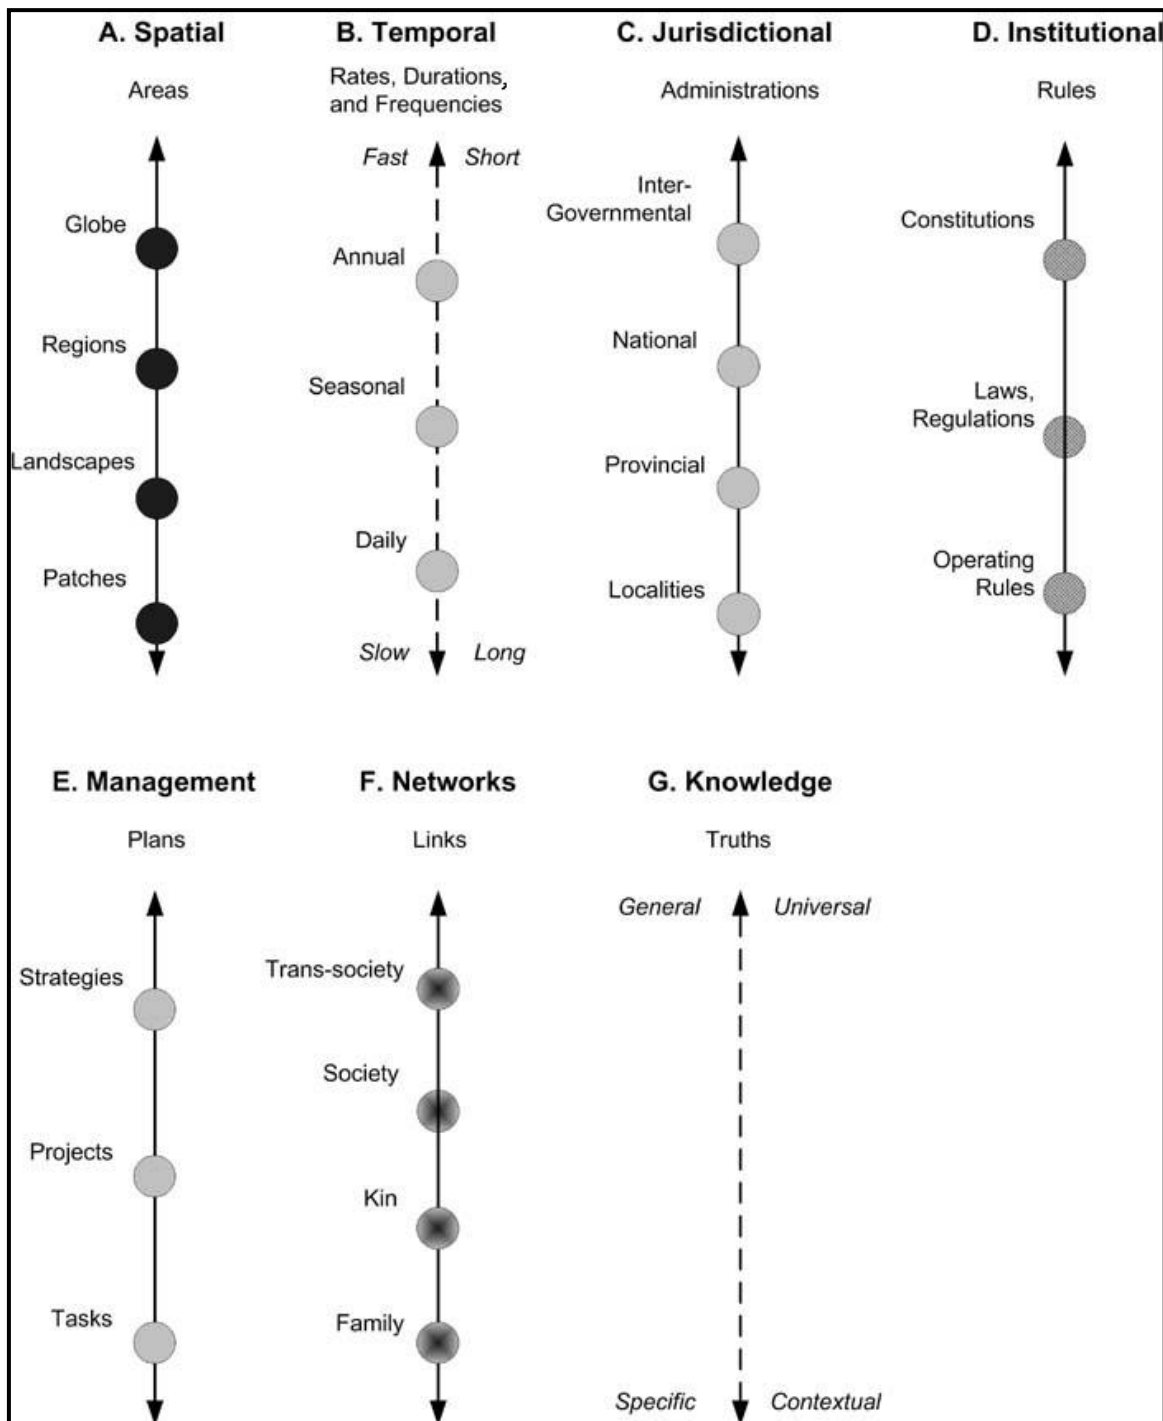 A. Spatial
Areas
Globe
Regions
Landscapes
Patches
B. Temporal
Rates, Durations,
and Frequencies
Fast Short
Annual
Seasonal
Daily
Slow Long
C. Jurisdictional
Administrations
Inter-
Governmental
National
Provincial
Localities
D. Institutional
Rules
Constitutions
Laws,
Regulations
Operating
Rules
E. Management
Plans
Strategies
Projects
Tasks
F. Networks
Links
Trans-society
Society
Kin
Family
G. Knowledge
Truths
General Universal
Specific Contextual